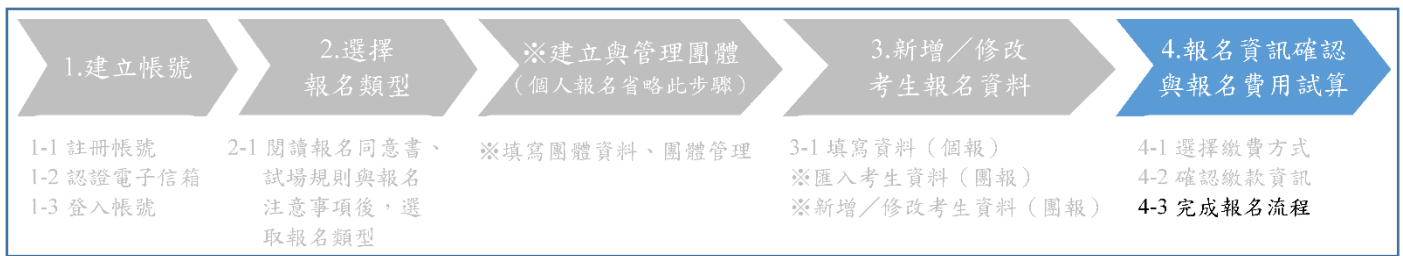 1.建立帳號
2.選擇
報名類型
※建立與管理團體
（個人報名省略此步驟）
3.新增／修改
考生報名資料
4.報名資訊確認
與報名費用試算
1-1 註冊帳號
1-2 認證電子信箱
1-3 登入帳號
2-1 閱讀報名同意書、
試場規則與報名
注意事項後，選
取報名類型
※填寫團體資料、團體管理
3-1 填寫資料（個報）
※匯入考生資料（團報）
※新增／修改考生資料（團報）
4-1 選擇繳費方式
4-2 確認繳款資訊
4-3 完成報名流程